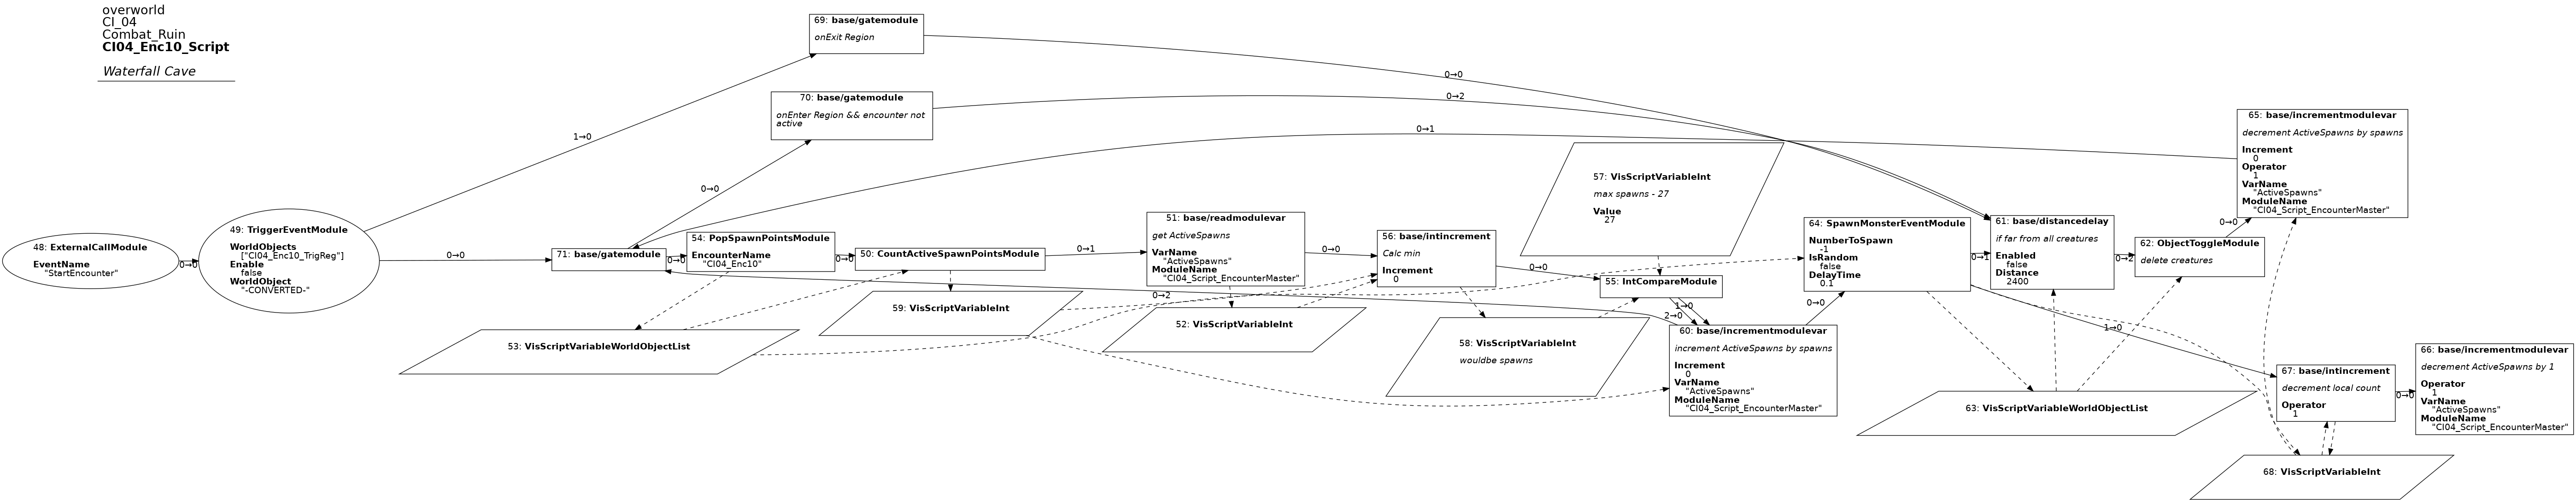 overworld
CI_04
Combat_Ruin
CI04_Enc10_Script
Waterfall Cave
69: base/gatemodule
onExit Region
0→0
70: base/gatemodule
onEnter Region && encounter not
active
0→2
1→0
0→1
65: base/incrementmodulevar
decrement ActiveSpawns by spawns
Increment
0
Operator
1
VarName
"ActiveSpawns"
ModuleName
"CI04_Script_EncounterMaster"
0→0
57: VisScriptVariableInt
max spawns - 27
Value
27
48: ExternalCallModule
EventName
"StartEncounter"
0→0
49: TriggerEventModule
WorldObjects
["CI04_Enc10_TrigReg"]
Enable
false
WorldObject
"-CONVERTED-"
0→0
71: base/gatemodule
0→0
54: PopSpawnPointsModule
EncounterName
"CI04_Enc10"
0→0
50: CountActiveSpawnPointsModule
0→1
51: base/readmodulevar
get ActiveSpawns
VarName
"ActiveSpawns"
ModuleName
"CI04_Script_EncounterMaster"
0→0
56: base/intincrement
Calc min
Increment
0
0→0
55: IntCompareModule
1→0
2→0
0→0
64: SpawnMonsterEventModule
NumberToSpawn
-1
IsRandom
false
DelayTime
0.1
0→1
61: base/distancedelay
if far from all creatures
Enabled
false
Distance
2400
0→2
62: ObjectToggleModule
delete creatures
0→0
0→2
59: VisScriptVariableInt
52: VisScriptVariableInt
53: VisScriptVariableWorldObjectList
58: VisScriptVariableInt
wouldbe spawns
60: base/incrementmodulevar
increment ActiveSpawns by spawns
Increment
0
VarName
"ActiveSpawns"
ModuleName
"CI04_Script_EncounterMaster"
1→0
63: VisScriptVariableWorldObjectList
67: base/intincrement
decrement local count
Operator
1
0→0
66: base/incrementmodulevar
decrement ActiveSpawns by 1
Operator
1
VarName
"ActiveSpawns"
ModuleName
"CI04_Script_EncounterMaster"
68: VisScriptVariableInt